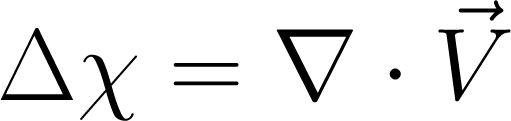 Δχ = ∇ · V⃗